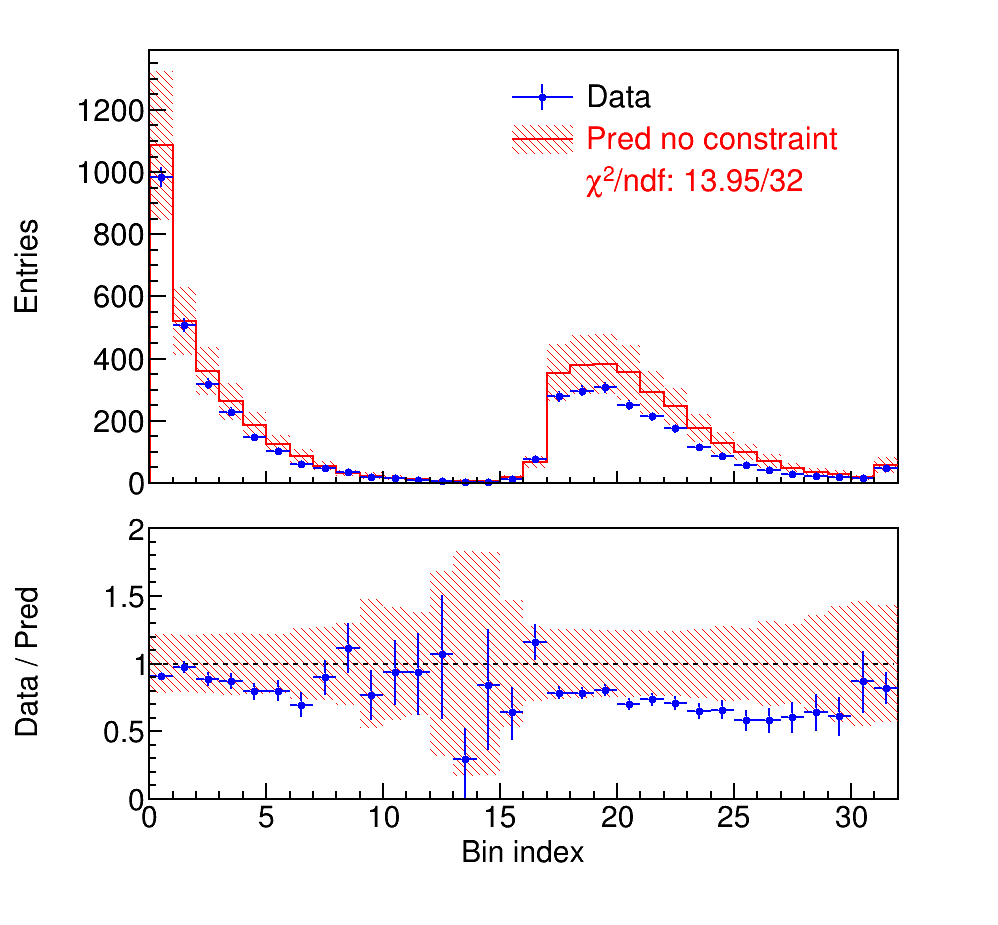 Entries
1200
1000
800
600
400
200
0
Data
Pred no constraint
χ²/ndf: 13.95/32
Data / Pred
2
1.5
1
0.5
0
0 5 10 15 20 25 30
Bin index